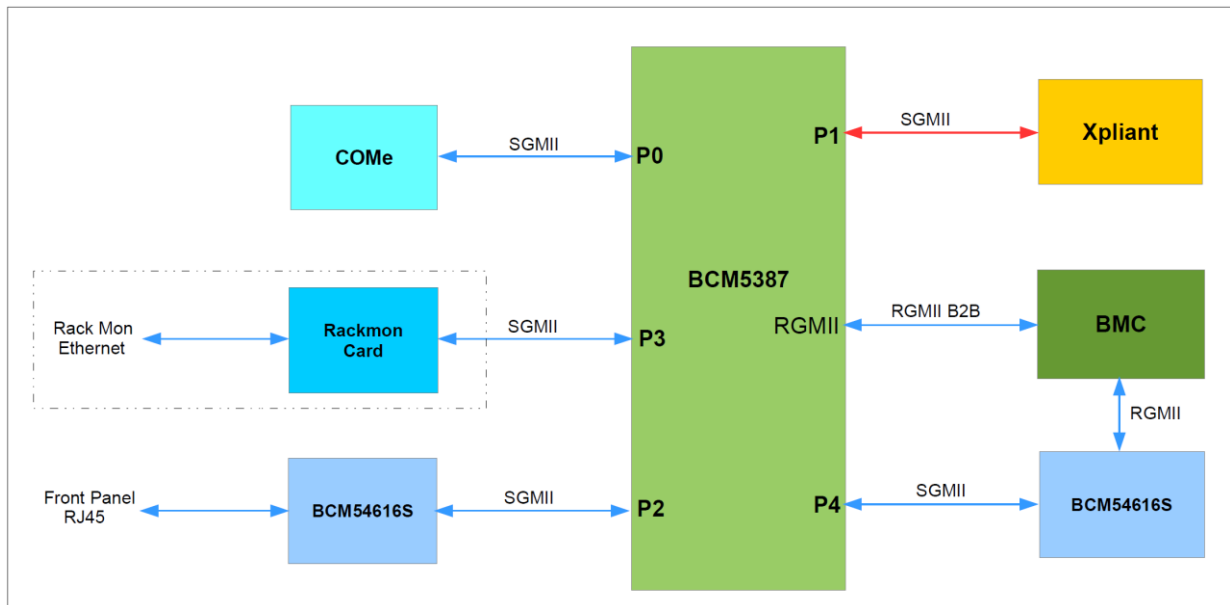 SGMII
COMe
P0
P1
SGMII
Xpliant
BCM5387
Rack Mon
Ethernet
Rackmon
Card
SGMII
P3
RGMII
RGMII B2B
BMC
RGMII
Front Panel
RJ45
BCM54616S
SGMII
P2
P4
SGMII
BCM54616S